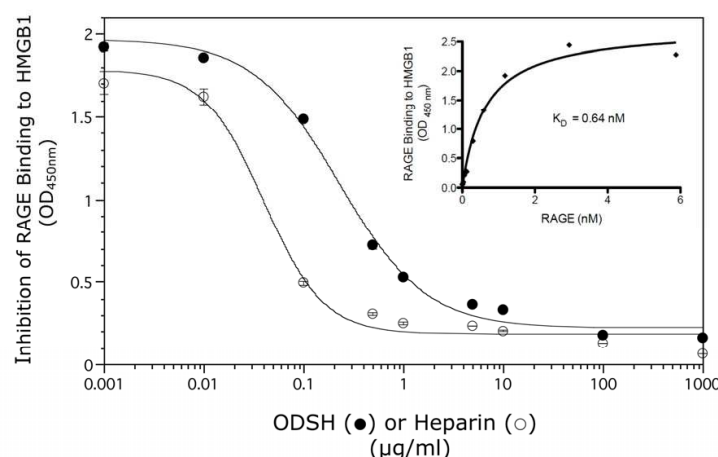 Inhibition of RAGE Binding to HMGB1
(OD450nm)
2
1.5
1
0.5
0
0.001
0.01
0.1
1
10
100
1000
ODSH (●) or Heparin (○)
(µg/ml)
RAGE Binding to HMGB1
(OD 450 nm)
2.5
2.0
1.5
1.0
0.5
0.0
0
2
4
6
RAGE (nM)
KD = 0.64 nM